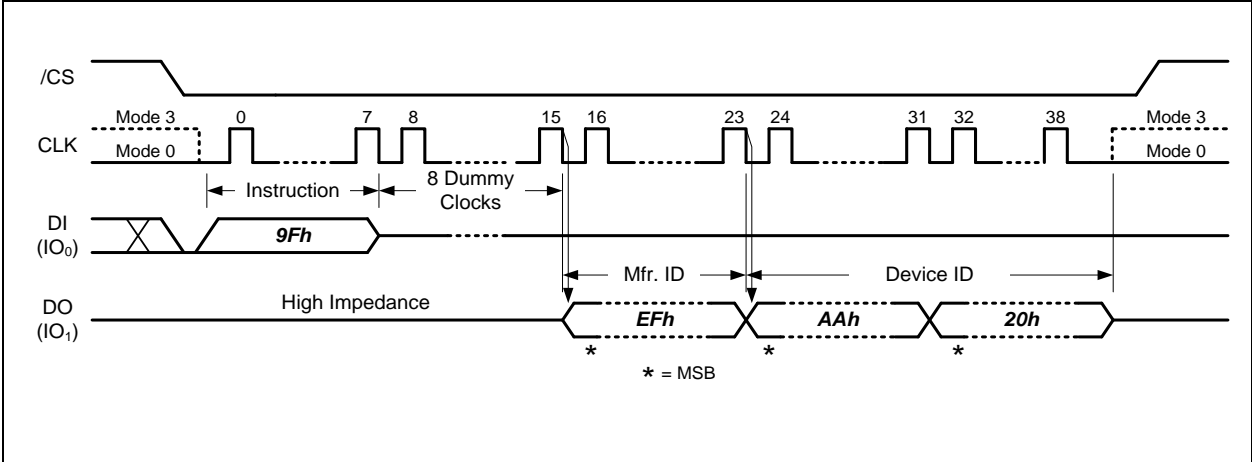 /CS
Mode 3 0 7 8 15 16 23 24 31 32 38 Mode 3
CLK
Mode 0 Mode 0
Instruction 8 Dummy Clocks
DI (IO₀)
9Fh
Mfr. ID Device ID
High Impedance
DO (IO₁)
EFh AAh 20h
* * *
* = MSB